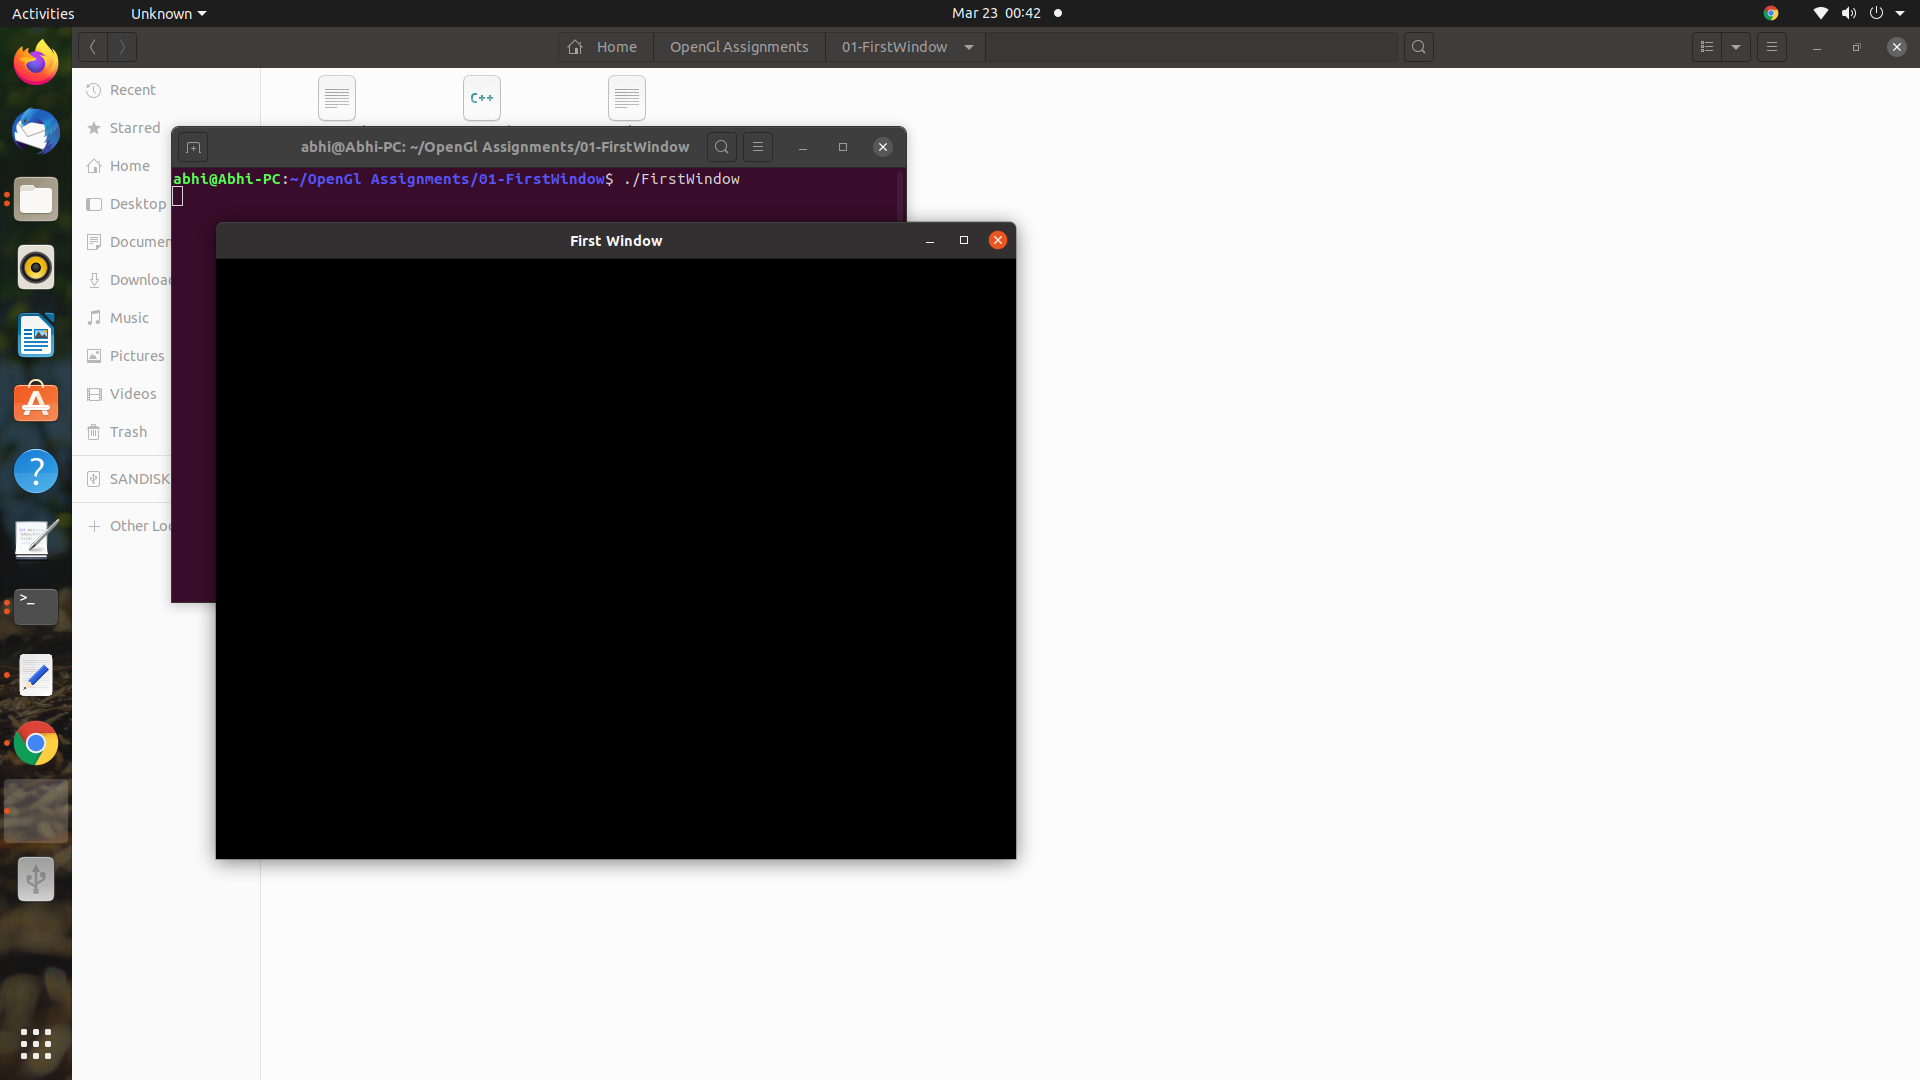 Activities
Unknown
Mar 23 00:42
Home
OpenGl Assignments
01-FirstWindow
Recent
Starred
Home
Desktop
Documen
Downloa
Music
Pictures
Videos
Trash
SANDISK
Other Lo
C++
abhi@Abhi-PC: ~/OpenGl Assignments/01-FirstWindow
abhi@Abhi-PC:~/OpenGl Assignments/01-FirstWindow$ ./FirstWindow
First Window